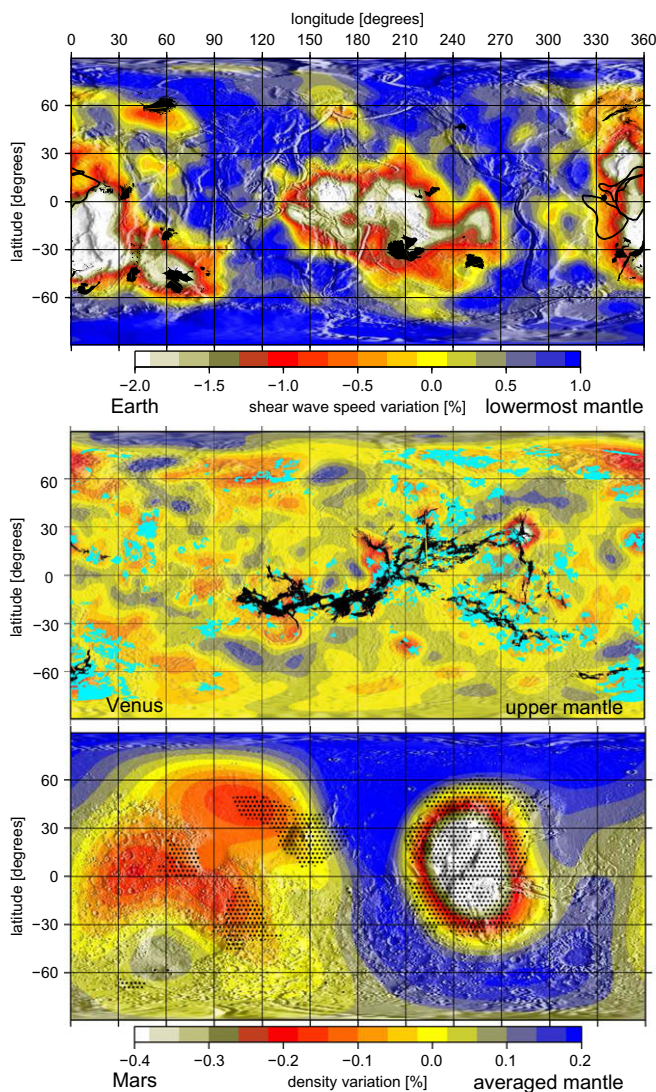 longitude [degrees]
0 30 60 90 120 150 180 210 240 270 300 330 360
latitude [degrees]
60
30
0
−30
−60
−2.0 −1.5 −1.0 −0.5 0.0 0.5 1.0
Earth shear wave speed variation [%] lowermost mantle
latitude [degrees]
60
30
0
−30
−60
Venus upper mantle
latitude [degrees]
60
30
0
−30
−60
−0.4 −0.3 −0.2 −0.1 0.0 0.1 0.2
Mars density variation [%] averaged mantle